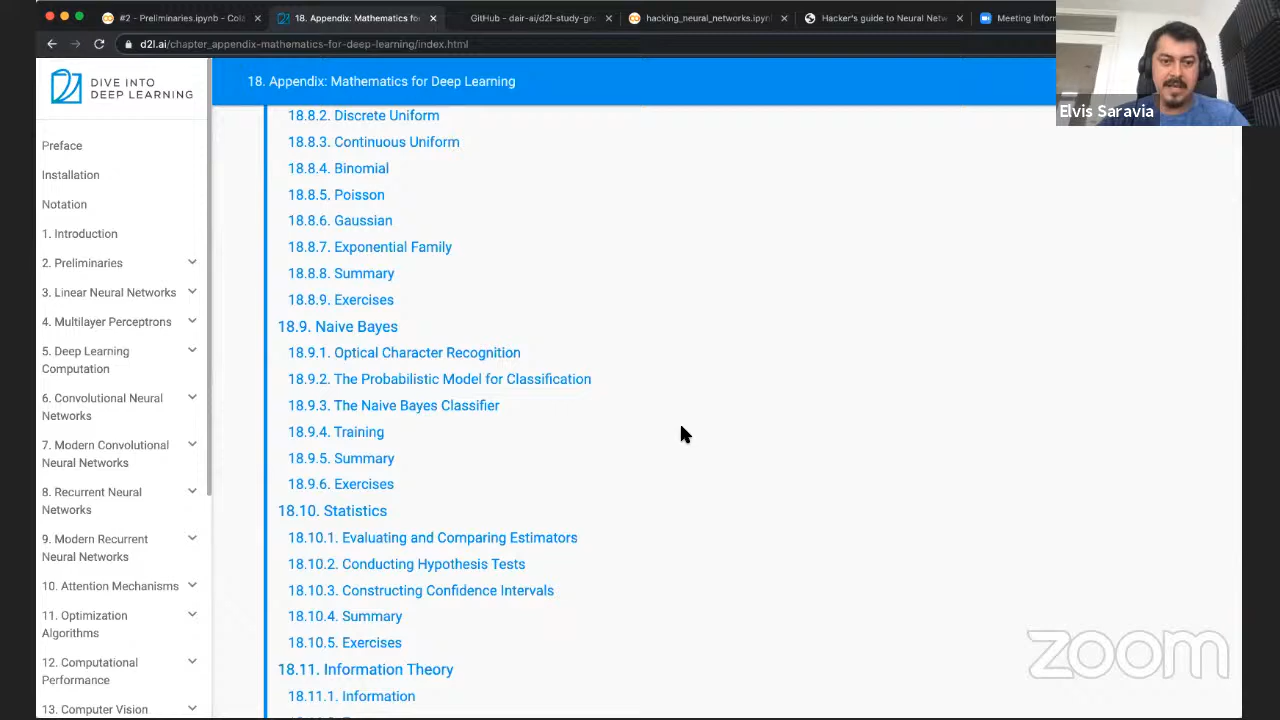 #2 - Preliminaries.ipynb - Cola
18. Appendix: Mathematics for
GitHub - dair-ai/d2l-study-gro
hacking_neural_networks.ipynb
Hacker's guide to Neural Netw
Meeting Inform
d2l.ai/chapter_appendix-mathematics-for-deep-learning/index.html
Elvis Saravia
DIVE INTO
DEEP LEARNING
18. Appendix: Mathematics for Deep Learning
Preface
Installation
Notation
1. Introduction
2. Preliminaries
3. Linear Neural Networks
4. Multilayer Perceptrons
5. Deep Learning
Computation
6. Convolutional Neural
Networks
7. Modern Convolutional
Neural Networks
8. Recurrent Neural
Networks
9. Modern Recurrent
Neural Networks
10. Attention Mechanisms
11. Optimization
Algorithms
12. Computational
Performance
13. Computer Vision
18.8.2. Discrete Uniform
18.8.3. Continuous Uniform
18.8.4. Binomial
18.8.5. Poisson
18.8.6. Gaussian
18.8.7. Exponential Family
18.8.8. Summary
18.8.9. Exercises
18.9. Naive Bayes
18.9.1. Optical Character Recognition
18.9.2. The Probabilistic Model for Classification
18.9.3. The Naive Bayes Classifier
18.9.4. Training
18.9.5. Summary
18.9.6. Exercises
18.10. Statistics
18.10.1. Evaluating and Comparing Estimators
18.10.2. Conducting Hypothesis Tests
18.10.3. Constructing Confidence Intervals
18.10.4. Summary
18.10.5. Exercises
18.11. Information Theory
18.11.1. Information
zoom